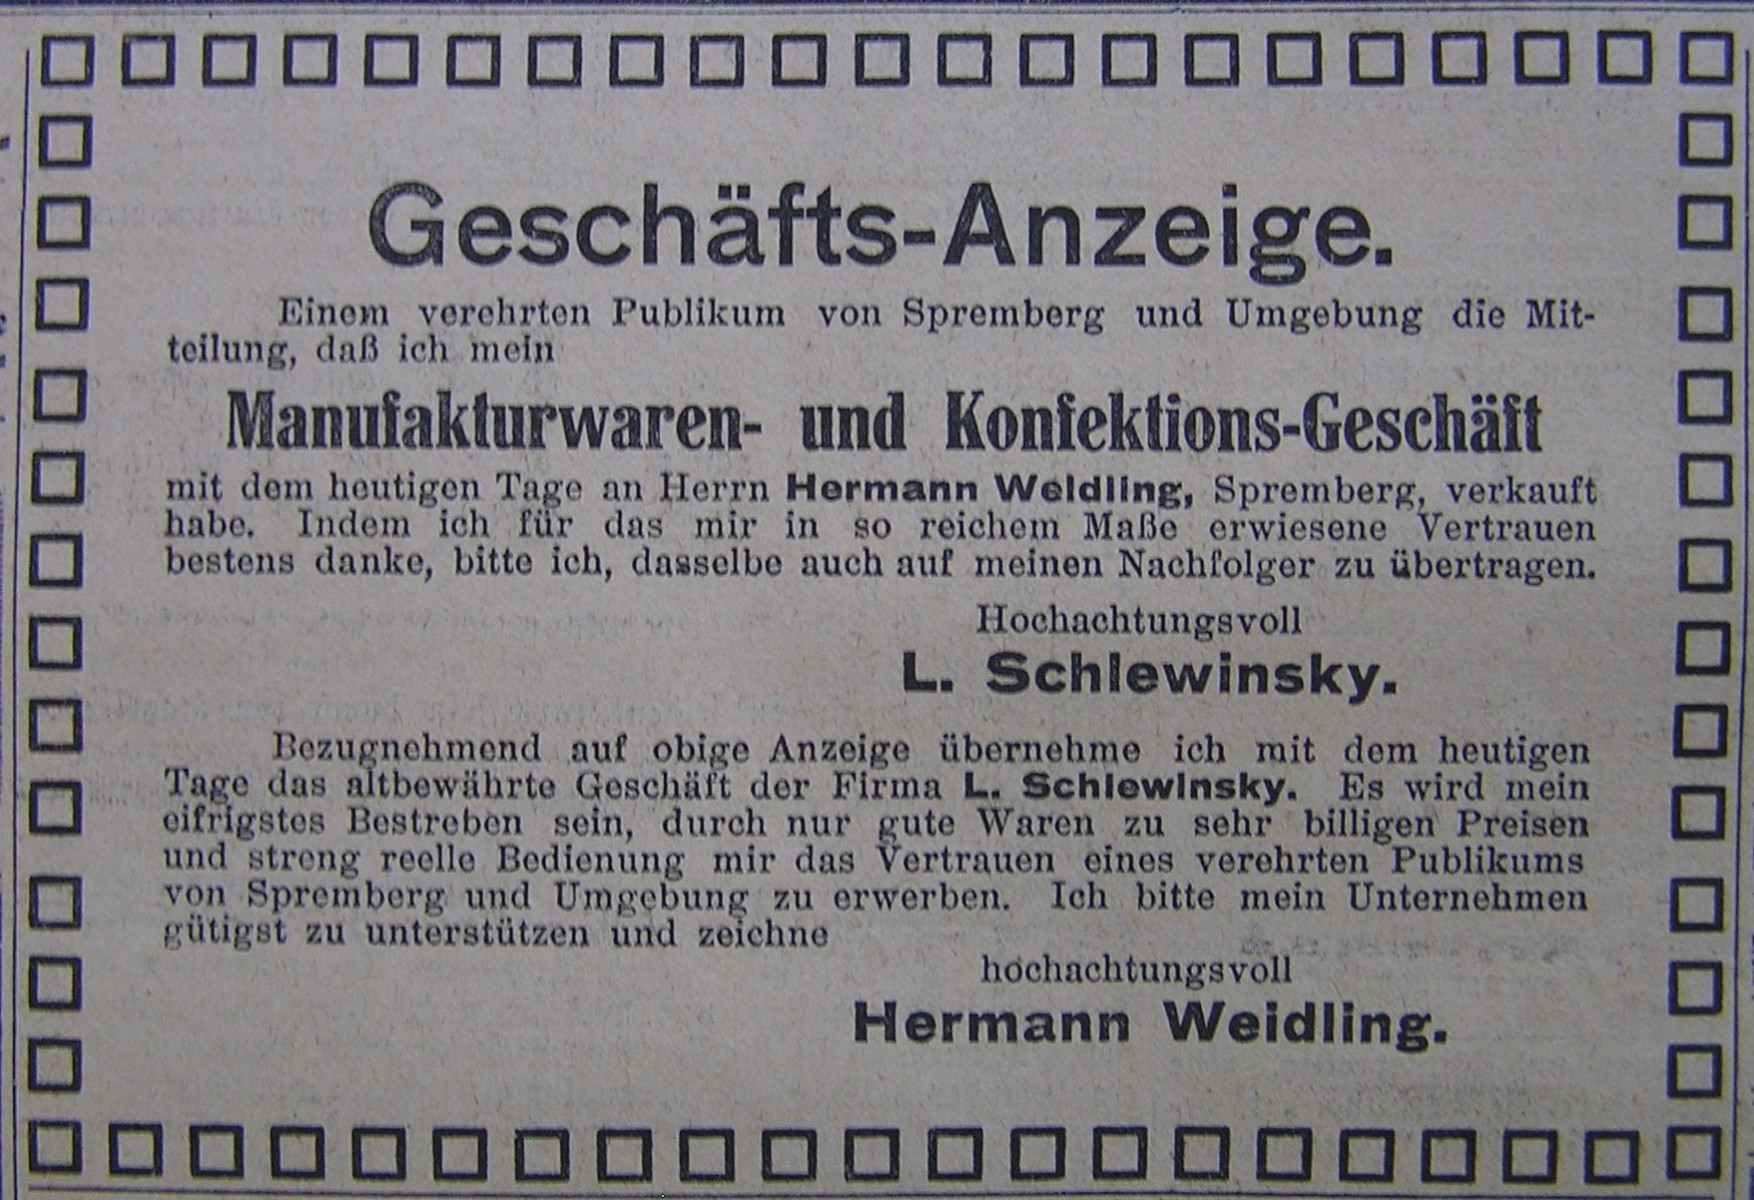 Geschäfts-Anzeige.
Einem verehrten Publikum von Spremberg und Umgebung die Mit-
teilung, daß ich mein
Manufakturwaren- und Konfektions-Geschäft
mit dem heutigen Tage an Herrn Hermann Weidling, Spremberg, verkauft
habe. Indem ich für das mir in so reichem Maße erwiesene Vertrauen
bestens danke, bitte ich, dasselbe auch auf meinen Nachfolger zu übertragen.
Hochachtungsvoll
L. Schlewinsky.
Bezugnehmend auf obige Anzeige übernehme ich mit dem heutigen
Tage das altbewährte Geschäft der Firma L. Schlewinsky. Es wird mein
eifrigstes Bestreben sein, durch nur gute Waren zu sehr billigen Preisen
und streng reelle Bedienung mir das Vertrauen eines verehrten Publikums
von Spremberg und Umgebung zu erwerben. Ich bitte mein Unternehmen
gütigst zu unterstützen und zeichne
hochachtungsvoll
Hermann Weidling.